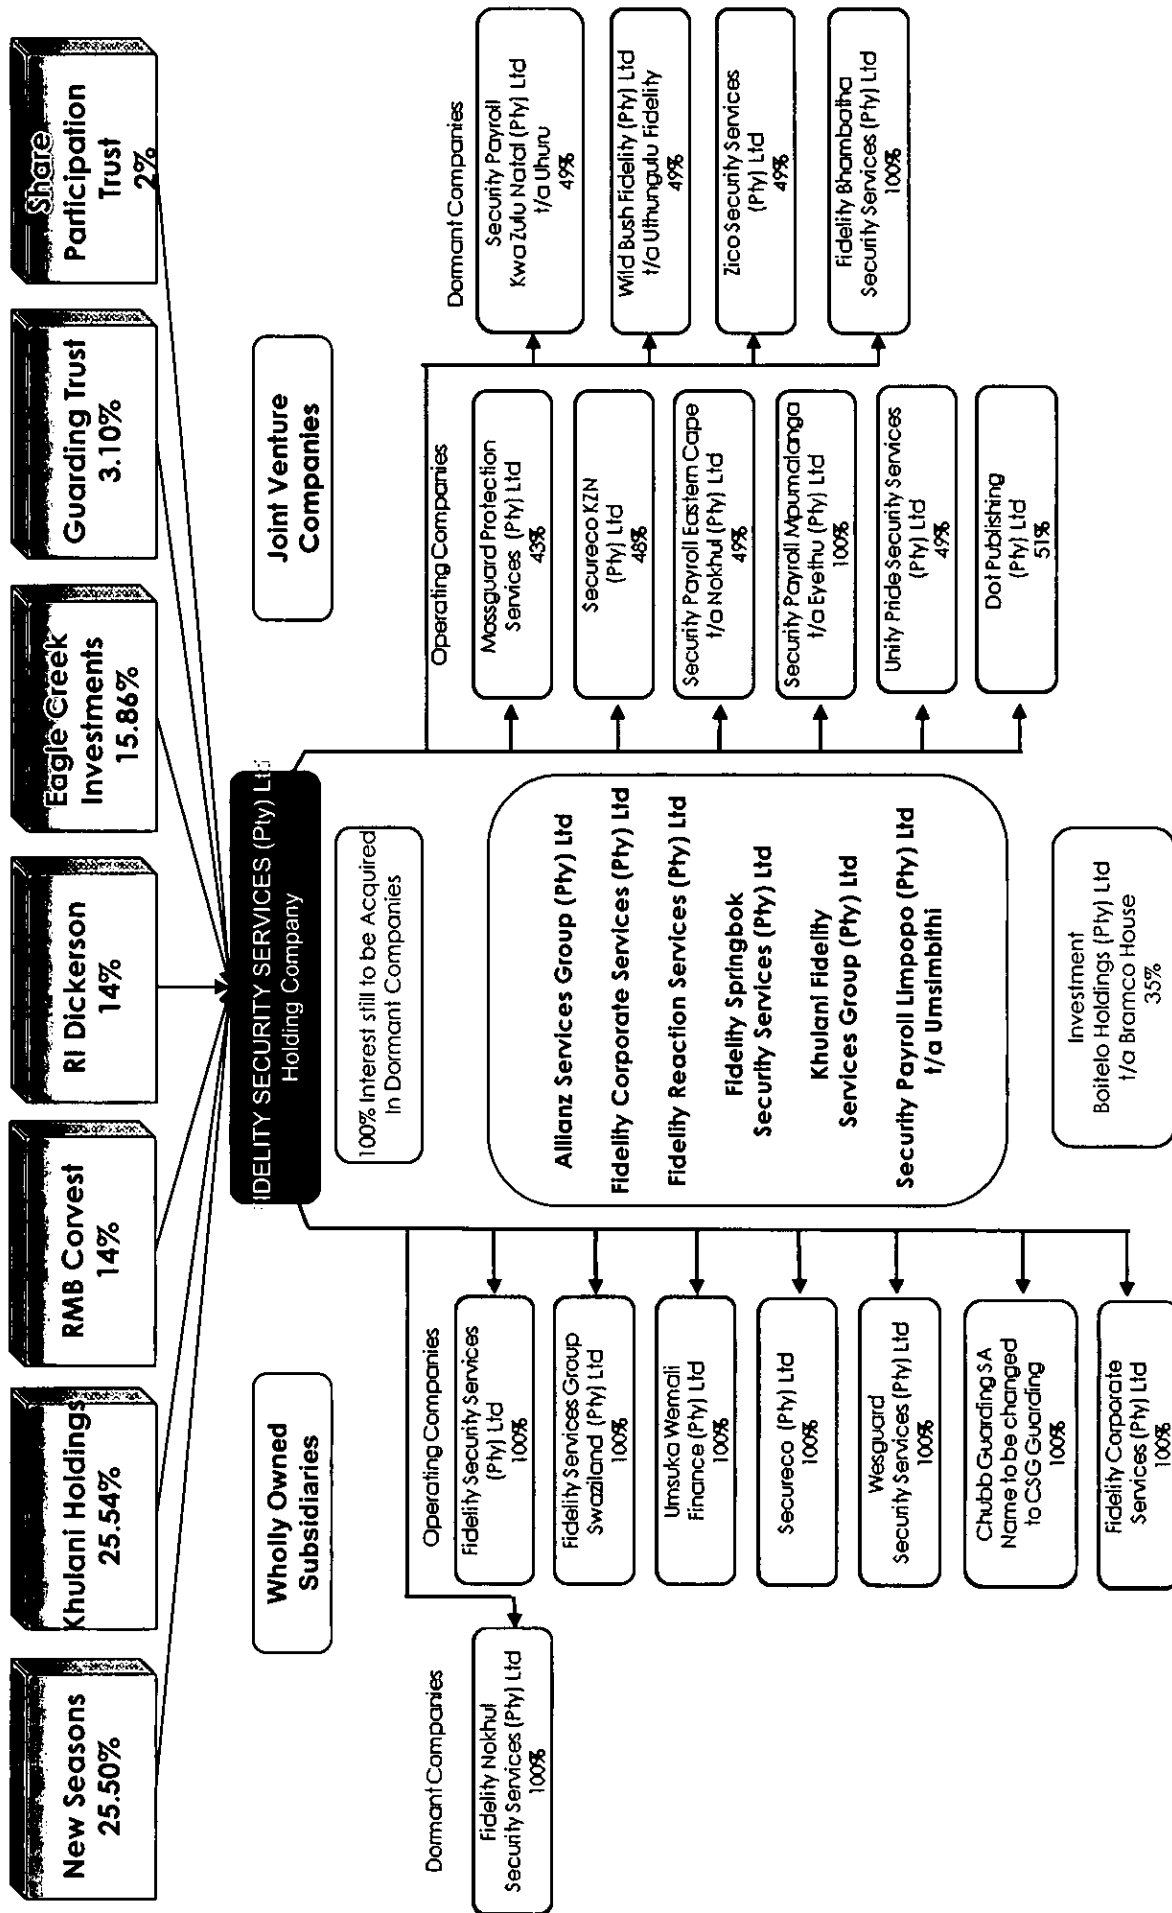 New Seasons
25.50%
Khulani Holdings
25.54%
RMB Corvest
14%
RI Dickerson
14%
Eagle Creek
Investments
15.86%
Guarding Trust
3.10%
Share
Participation
Trust
2%
FIDELITY SECURITY SERVICES (Pty) Ltd
Holding Company
Wholly Owned
Subsidiaries
100% Interest still to be Acquired
In Dormant Companies
Joint Venture
Companies
Dormant Companies
Fidelity Nokhul
Security Services (Pty) Ltd
100%
Operating Companies
Fidelity Security Services
(Pty) Ltd
100%
Fidelity Services Group
Swaziland (Pty) Ltd
100%
Umsuka Wemali
Finance (Pty) Ltd
100%
Secureco (Pty) Ltd
100%
Wesguard
Security Services (Pty) Ltd
100%
Chubb Guarding SA
Name to be changed
to CSG Guarding
100%
Fidelity Corporate
Services (Pty) Ltd
100%
Allianz Services Group (Pty) Ltd
Fidelity Corporate Services (Pty) Ltd
Fidelity Reaction Services (Pty) Ltd
Fidelity Springbok
Security Services (Pty) Ltd
Khulani Fidelity
Services Group (Pty) Ltd
Security Payroll Limpopo (Pty) Ltd
t/a Umsimbithi
Investment
Boitelo Holdings (Pty) Ltd
t/a Bramco House
35%
Operating Companies
Massguard Protection
Services (Pty) Ltd
43%
Secureco KZN
(Pty) Ltd
48%
Security Payroll Eastern Cape
t/a Nokhul (Pty) Ltd
49%
Security Payroll Mpumalanga
t/a Eyethu (Pty) Ltd
100%
Unity Pride Security Services
(Pty) Ltd
49%
Dot Publishing
(Pty) Ltd
51%
Dormant Companies
Security Payroll
Kwa Zulu Natal (Pty) Ltd
t/a Uhuru
49%
Wild Bush Fidelity (Pty) Ltd
t/a Uthungulu Fidelity
49%
Zico Security Services
(Pty) Ltd
49%
Fidelity Bhambatha
Security Services (Pty) Ltd
100%